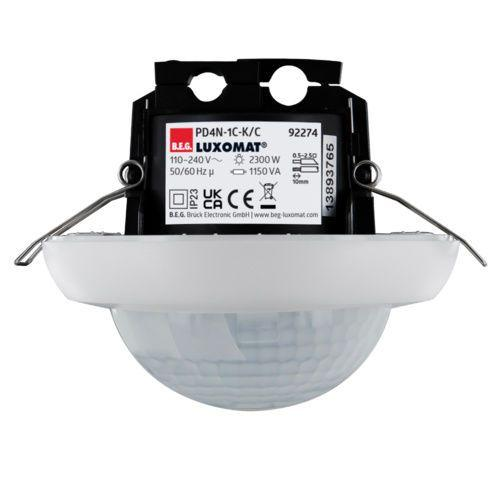 PD4N-1C-K/C 92274
B.E.G. LUXOMAT®
110–240 V~ 2300 W
50/60 Hz µ 1150 VA
0.5–2.5
10mm
13893765
IP23 UK CA
B.E.G. Brück Electronic GmbH | www.beg-luxomat.com